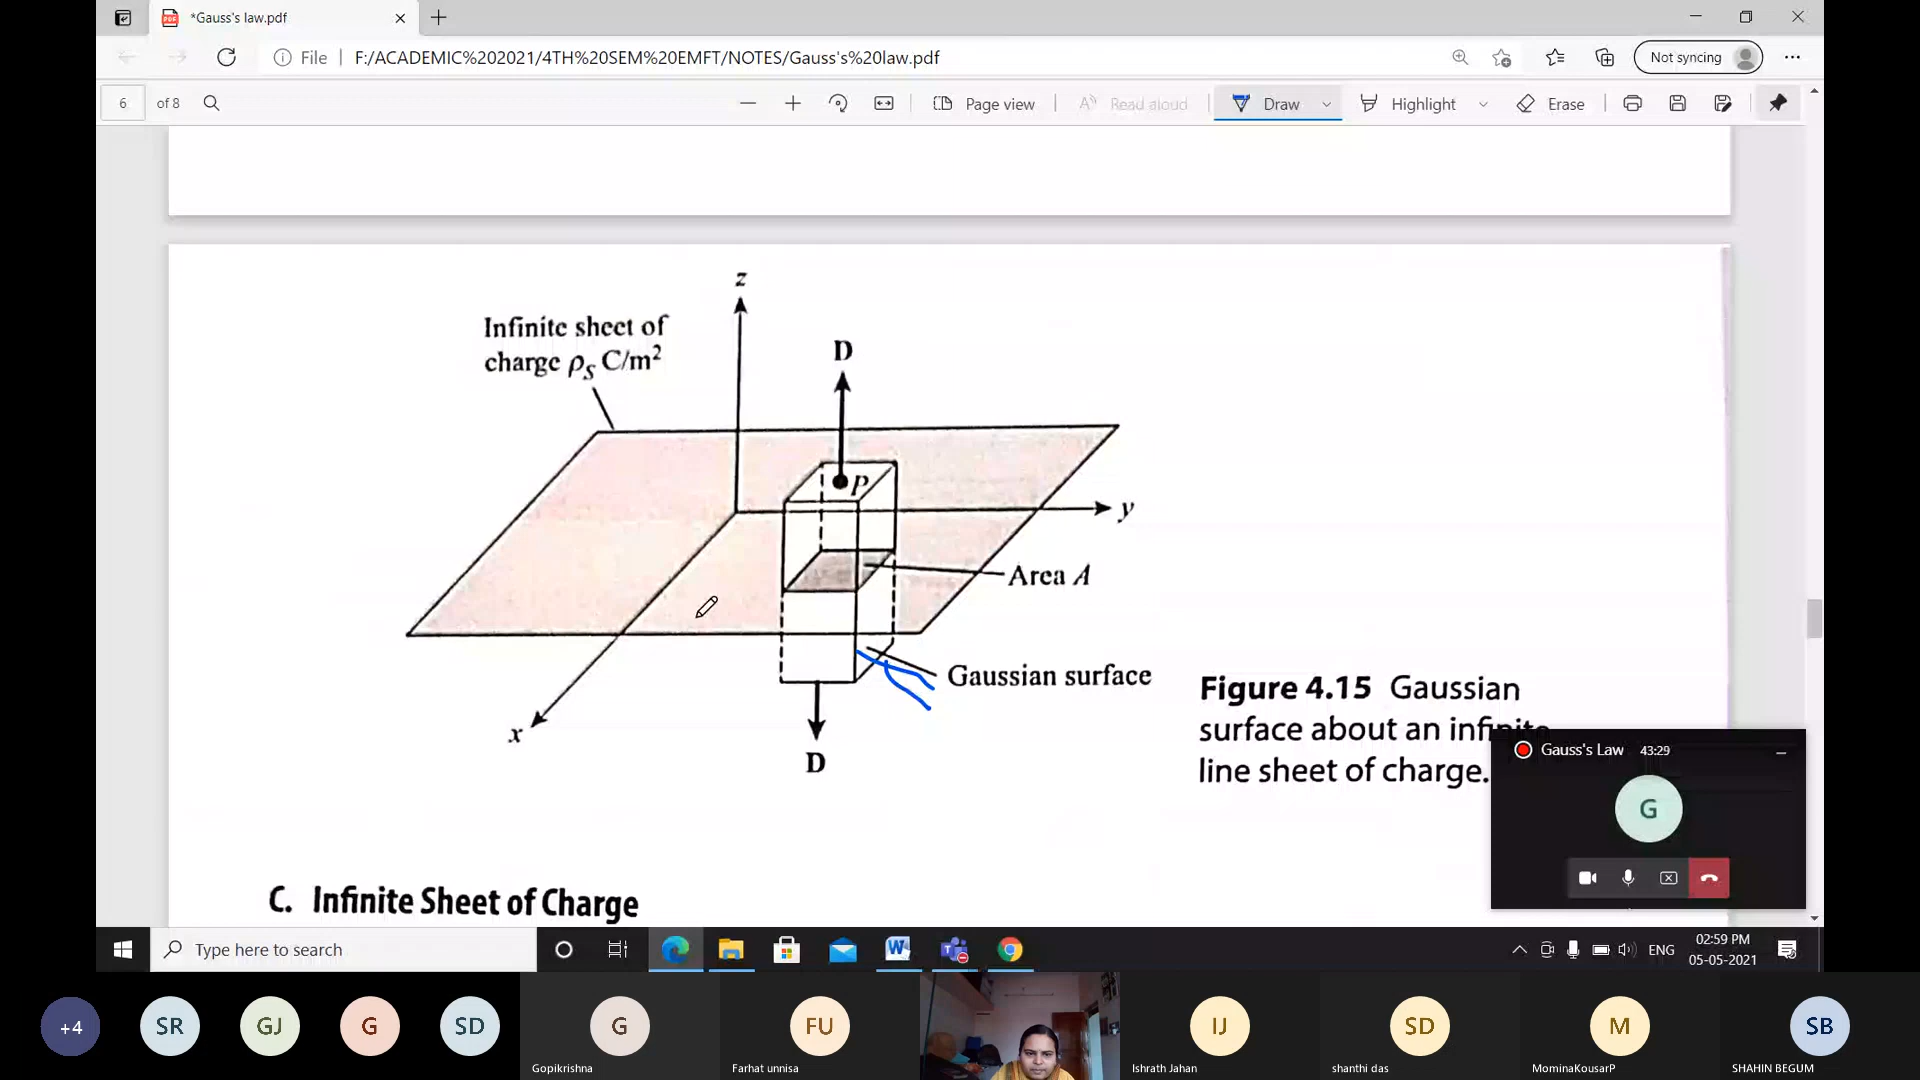 *Gauss's law.pdf
File F:/ACADEMIC%202021/4TH%20SEM%20EMFT/NOTES/Gauss's%20law.pdf
Not syncing
6 of 8
Page view
Read aloud
Draw
Highlight
Erase
z
Infinite sheet of
charge ρS C/m²
D
P
y
Area A
Gaussian surface
x
D
Figure 4.15 Gaussian
surface about an infinite
line sheet of charge.
Gauss's Law 43:29
G
C. Infinite Sheet of Charge
Type here to search
ENG
02:59 PM
05-05-2021
+4
SR
GJ
G
SD
G
Gopikrishna
FU
Farhat unnisa
IJ
Ishrath Jahan
SD
shanthi das
M
MominaKousarP
SB
SHAHIN BEGUM